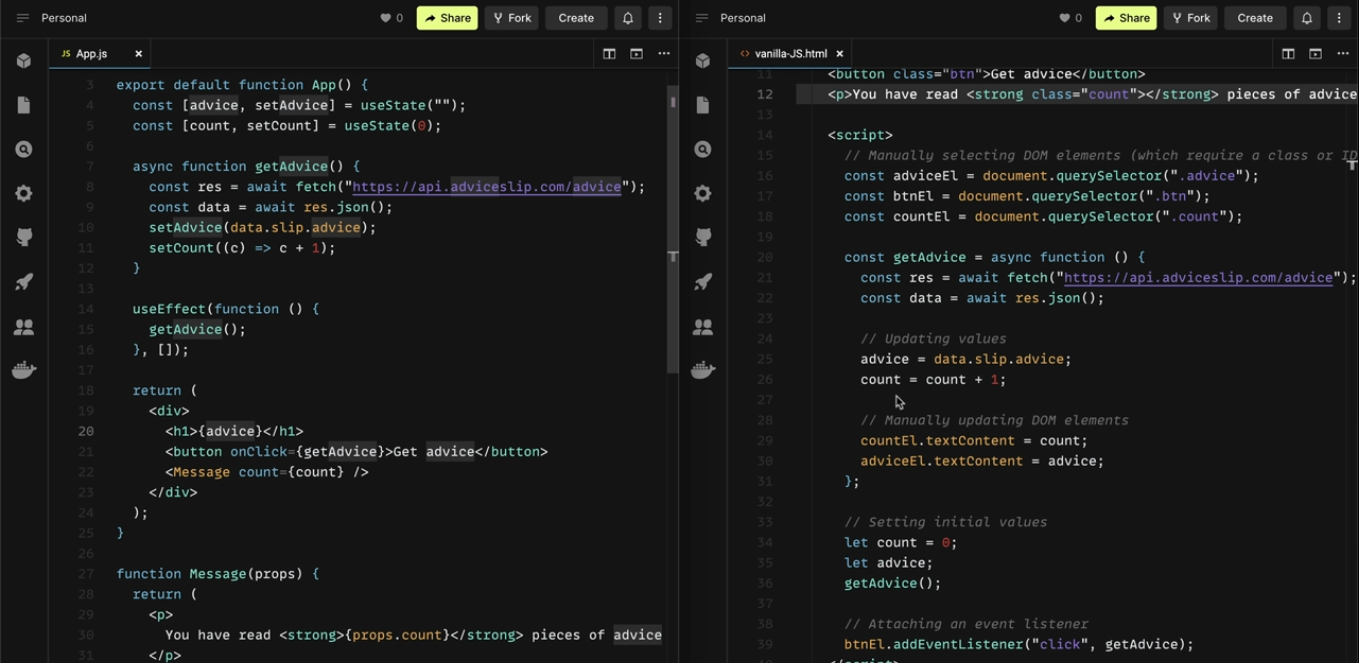 Personal
0
Share
Fork
Create
JS App.js ×
3 export default function App() {
4 const [advice, setAdvice] = useState("");
5 const [count, setCount] = useState(0);
6
7 async function getAdvice() {
8 const res = await fetch("https://api.adviceslip.com/advice");
9 const data = await res.json();
10 setAdvice(data.slip.advice);
11 setCount((c) => c + 1);
12 }
13
14 useEffect(function () {
15 getAdvice();
16 }, []);
17
18 return (
19 <div>
20 <h1>{advice}</h1>
21 <button onClick={getAdvice}>Get advice</button>
22 <Message count={count} />
23 </div>
24 );
25 }
26
27 function Message(props) {
28 return (
29 <p>
30 You have read <strong>{props.count}</strong> pieces of advice
31 </p>
Personal
0
Share
Fork
Create
<> vanilla-JS.html ×
11 <button class="btn">Get advice</button>
12 <p>You have read <strong class="count"></strong> pieces of advice
13
14 <script>
15 // Manually selecting DOM elements (which require a class or ID
16 const adviceEl = document.querySelector(".advice");
17 const btnEl = document.querySelector(".btn");
18 const countEl = document.querySelector(".count");
19
20 const getAdvice = async function () {
21 const res = await fetch("https://api.adviceslip.com/advice");
22 const data = await res.json();
23
24 // Updating values
25 advice = data.slip.advice;
26 count = count + 1;
27
28 // Manually updating DOM elements
29 countEl.textContent = count;
30 adviceEl.textContent = advice;
31 };
32
33 // Setting initial values
34 let count = 0;
35 let advice;
36 getAdvice();
37
38 // Attaching an event listener
39 btnEl.addEventListener("click", getAdvice);
40 </script>